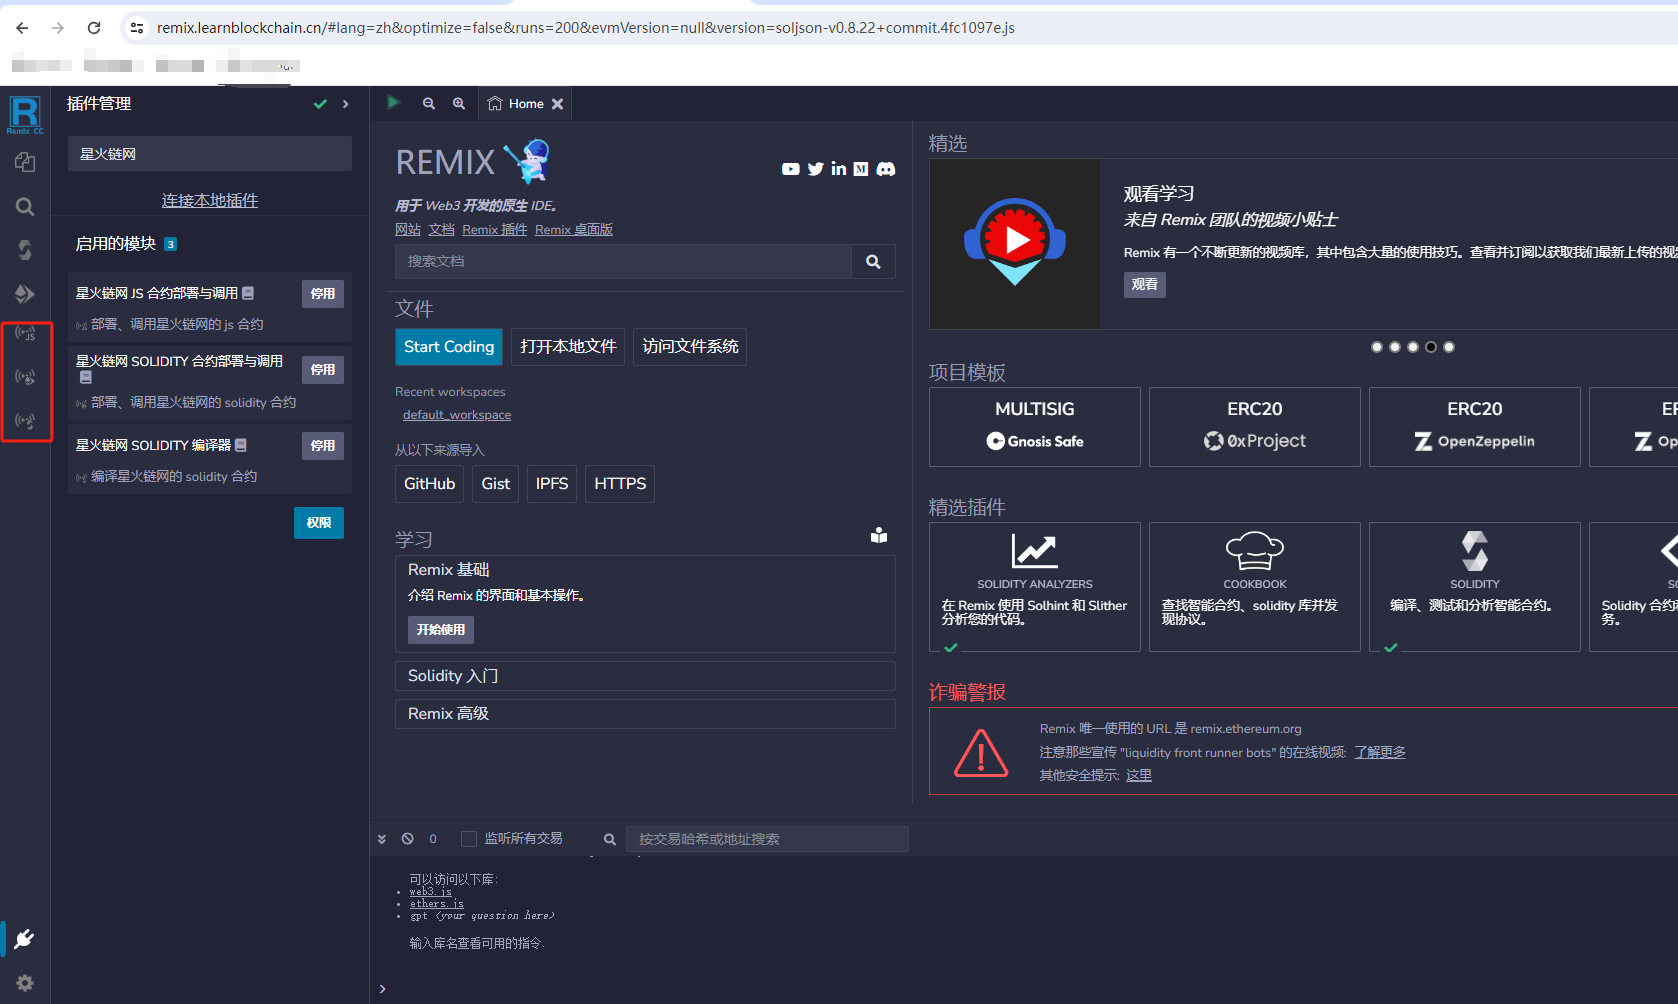 remix.learnblockchain.cn/#lang=zh&optimize=false&runs=200&evmVersion=null&version=soljson-v0.8.22+commit.4fc1097e.js
R
Remix CC
插件管理
星火链网
连接本地插件
启用的模块 3
星火链网 JS 合约部署与调用
停用
部署、调用星火链网的 js 合约
星火链网 SOLIDITY 合约部署与调用
停用
部署、调用星火链网的 solidity 合约
星火链网 SOLIDITY 编译器
停用
编译星火链网的 solidity 合约
权限
JS
Home
REMIX
用于 Web3 开发的原生 IDE。
网站 文档 Remix 插件 Remix 桌面版
搜索文档
文件
Start Coding 打开本地文件 访问文件系统
Recent workspaces
default_workspace
从以下来源导入
GitHub Gist IPFS HTTPS
学习
Remix 基础
介绍 Remix 的界面和基本操作。
开始使用
Solidity 入门
Remix 高级
精选
观看学习
来自 Remix 团队的视频小贴士
Remix 有一个不断更新的视频库，其中包含大量的使用技巧。查看并订阅以获取我们最新上传的视
观看
项目模板
MULTISIG
Gnosis Safe
ERC20
0xProject
ERC20
OpenZeppelin
ER
Op
精选插件
SOLIDITY ANALYZERS
在 Remix 使用 Solhint 和 Slither
分析您的代码。
COOKBOOK
查找智能合约、solidity 库并发
现协议。
SOLIDITY
编译、测试和分析智能合约。
Solidity 合约
务。
诈骗警报
Remix 唯一使用的 URL 是 remix.ethereum.org
注意那些宣传 "liquidity front runner bots" 的在线视频: 了解更多
其他安全提示: 这里
0
监听所有交易
按交易哈希或地址搜索
可以访问以下库:
• web3.js
• ethers.js
• gpt <your question here>
输入库名查看可用的指令.
>